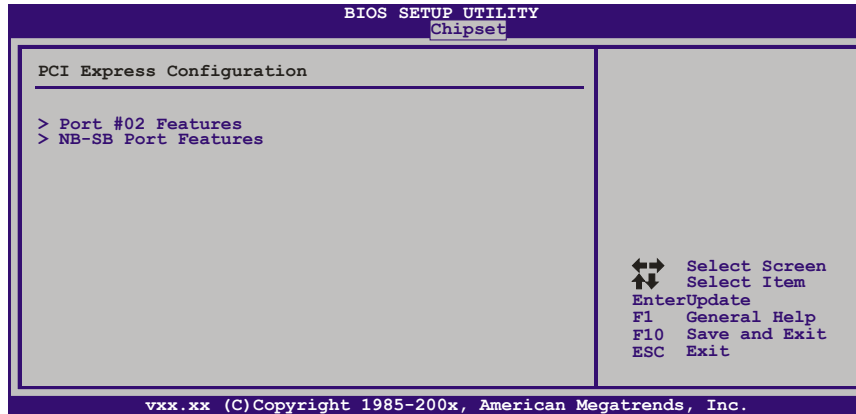 BIOS SETUP UTILITY
Chipset
PCI Express Configuration
> Port #02 Features
> NB-SB Port Features
Select Screen
Select Item
EnterUpdate
F1 General Help
F10 Save and Exit
ESC Exit
vxx.xx (C)Copyright 1985-200x, American Megatrends, Inc.